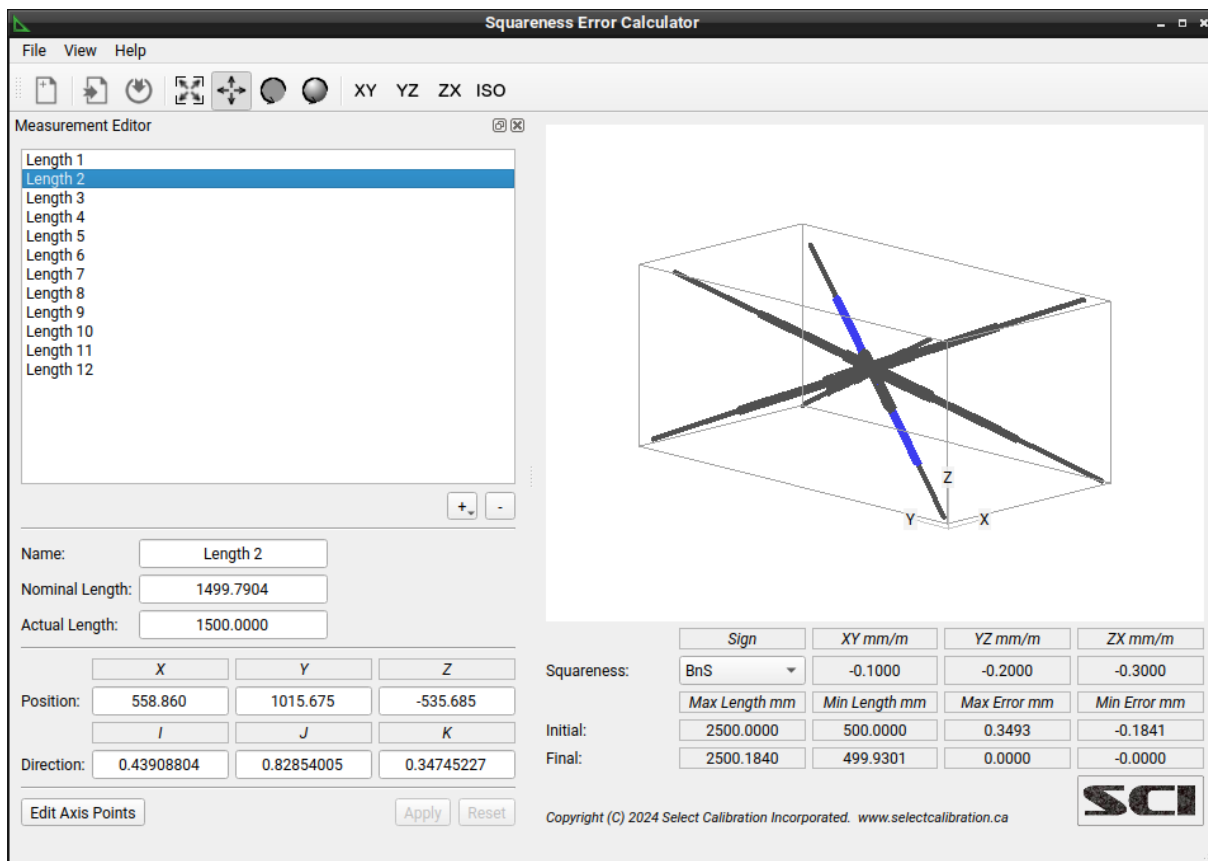 Squareness Error Calculator
File View Help
XY YZ ZX ISO
Measurement Editor
Length 1
Length 2
Length 3
Length 4
Length 5
Length 6
Length 7
Length 8
Length 9
Length 10
Length 11
Length 12
+ -
Name: Length 2
Nominal Length: 1499.7904
Actual Length: 1500.0000
X Y Z
Position: 558.860 1015.675 -535.685
I J K
Direction: 0.43908804 0.82854005 0.34745227
Edit Axis Points Apply Reset
Z
Y X
Sign XY mm/m YZ mm/m ZX mm/m
Squareness: BnS -0.1000 -0.2000 -0.3000
Max Length mm Min Length mm Max Error mm Min Error mm
Initial: 2500.0000 500.0000 0.3493 -0.1841
Final: 2500.1840 499.9301 0.0000 -0.0000
Copyright (C) 2024 Select Calibration Incorporated. www.selectcalibration.ca
SCI